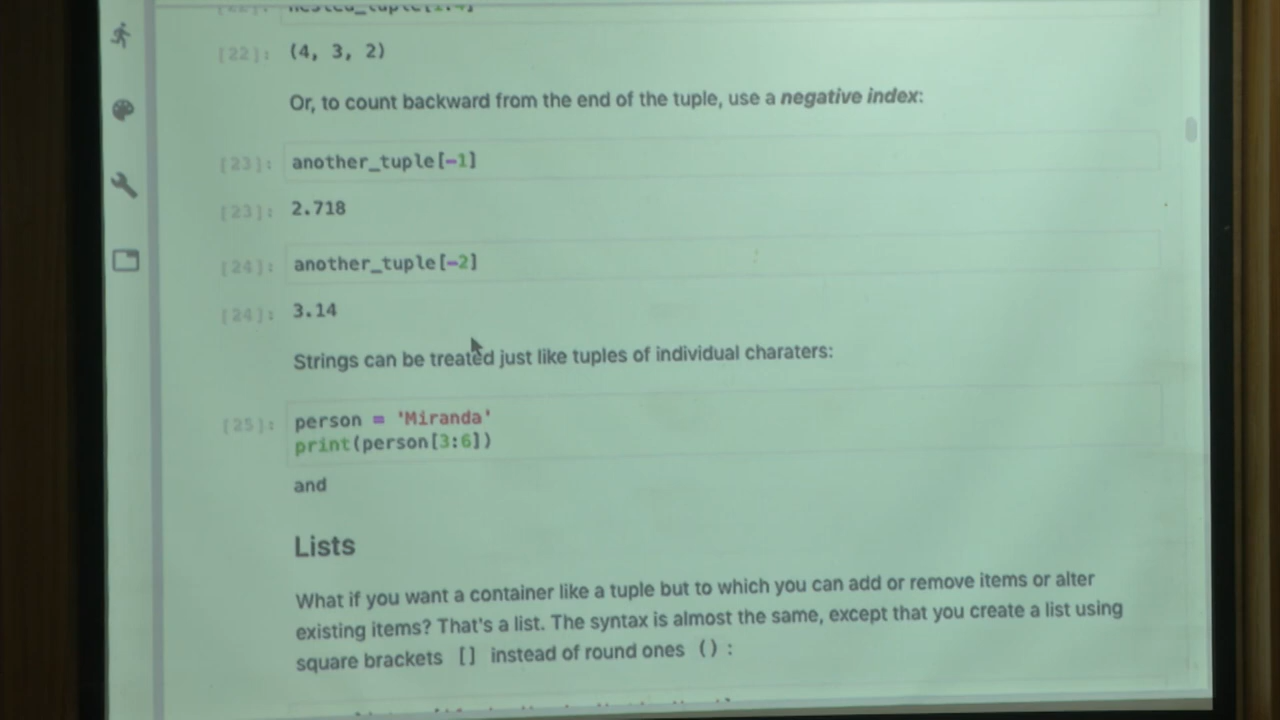 [22]: (4, 3, 2)
Or, to count backward from the end of the tuple, use a negative index:
[23]: another_tuple[-1]
[23]: 2.718
[24]: another_tuple[-2]
[24]: 3.14
Strings can be treated just like tuples of individual charaters:
[25]: person = 'Miranda'
print(person[3:6])
and
Lists
What if you want a container like a tuple but to which you can add or remove items or alter
existing items? That's a list. The syntax is almost the same, except that you create a list using
square brackets [] instead of round ones () :